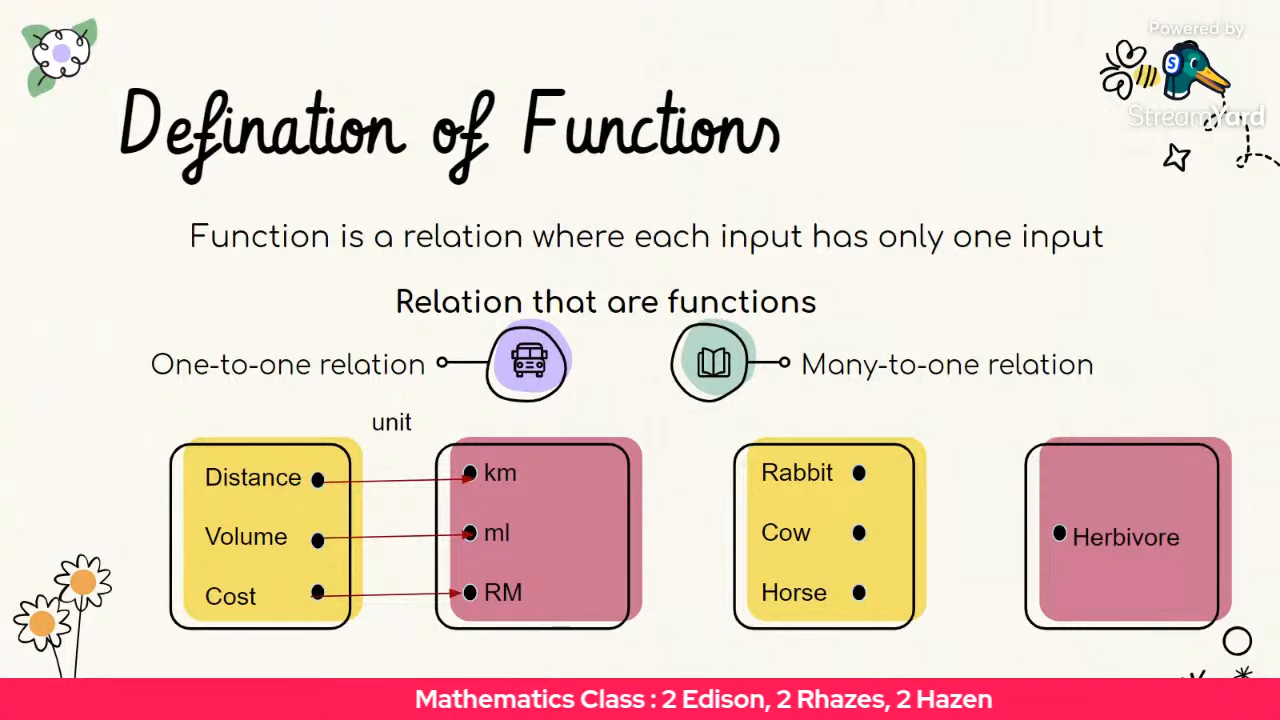 Powered by
S
StreamYard
Defination of Functions
Function is a relation where each input has only one input
Relation that are functions
One-to-one relation
Many-to-one relation
unit
Distance
km
Volume
ml
Cost
RM
Rabbit
Cow
Horse
Herbivore
Mathematics Class : 2 Edison, 2 Rhazes, 2 Hazen